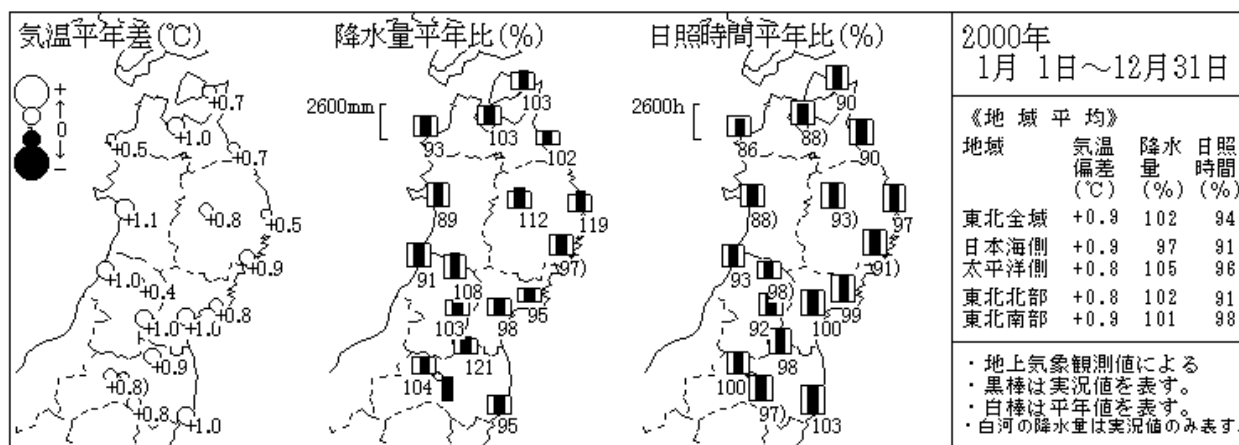 気温平年差(℃)
+
↑
0
↓
−
+0.7
+1.0
+0.5
+0.7
+1.1
+0.8
+0.5
+0.9
+1.0
+0.4
+0.8
+1.0
+1.0
+0.9
+0.8)
+0.8
+1.0
降水量平年比(%)
2600mm
103
103
93
102
89
112
119
97)
91
108
95
103
98
121
104
95
日照時間平年比(%)
2600h
90
88)
86
90
88)
93)
97
91)
93
98)
99
92
100
98
100
97)
103
2000年
1月 1日～12月31日
《地 域 平 均》
地域 気温 降水 日照
偏差 量 時間
(℃) (%) (%)
東北全域 +0.9 102 94
日本海側 +0.9 97 91
太平洋側 +0.8 105 96
東北北部 +0.8 102 91
東北南部 +0.9 101 98
・地上気象観測値による
・黒棒は実況値を表す。
・白棒は平年値を表す。
・白河の降水量は実況値のみ表す。